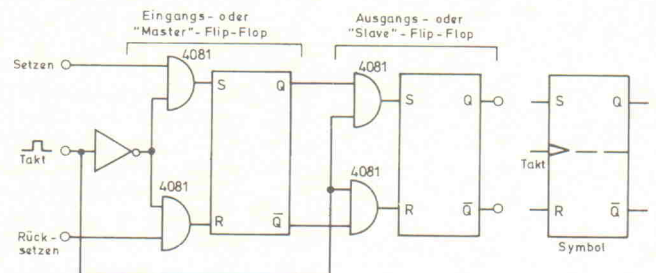 Eingangs- oder
"Master"-Flip-Flop
Ausgangs- oder
"Slave"-Flip-Flop
4081
4081
Setzen
S
Q
S
Q
S
Q
Takt
Takt
4081
4081
R
Q̅
R
Q̅
R
Q̅
Rück-
setzen
Symbol